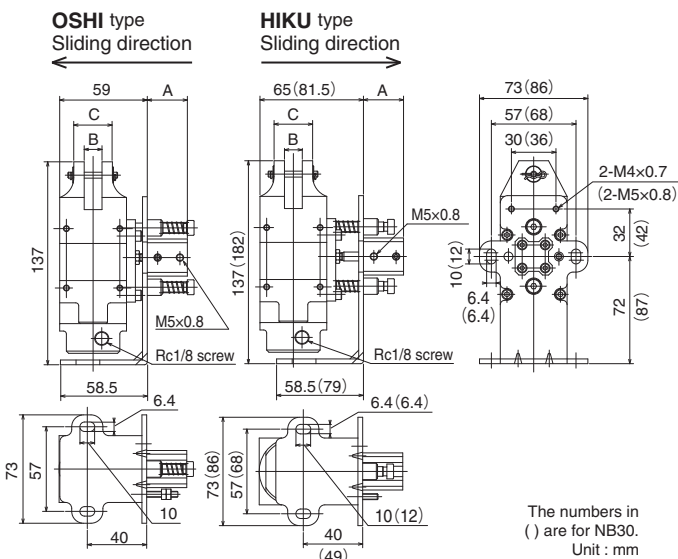 OSHI type
Sliding direction
HIKU type
Sliding direction
59
A
C
B
137
M5×0.8
Rc1/8 screw
58.5
65(81.5)
A
C
B
137(182)
M5×0.8
Rc1/8 screw
58.5(79)
73(86)
57(68)
30(36)
2-M4×0.7
(2-M5×0.8)
32
(42)
10(12)
6.4
(6.4)
72
(87)
6.4
73
57
10
40
6.4(6.4)
73(86)
57(68)
10(12)
40
(49)
The numbers in
( ) are for NB30.
Unit : mm